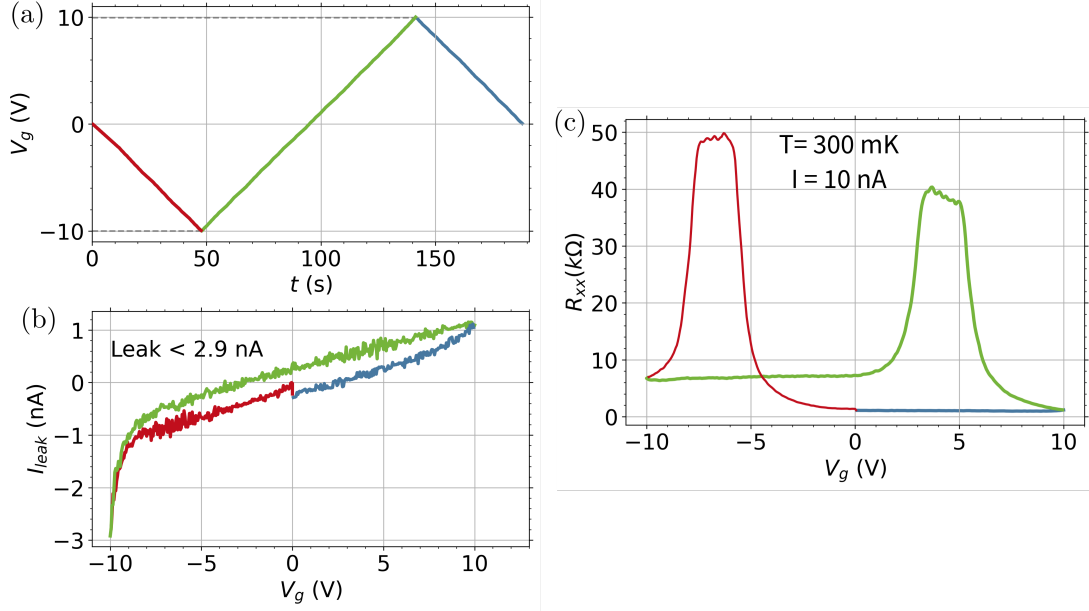 (a)
10
0
−10
V_g (V)
0
50
100
150
t (s)
(b)
Leak < 2.9 nA
1
0
−1
−2
−3
I_leak (nA)
−10
−5
0
5
10
V_g (V)
(c)
T= 300 mK
I = 10 nA
50
40
30
20
10
0
R_xx(kΩ)
−10
−5
0
5
10
V_g (V)